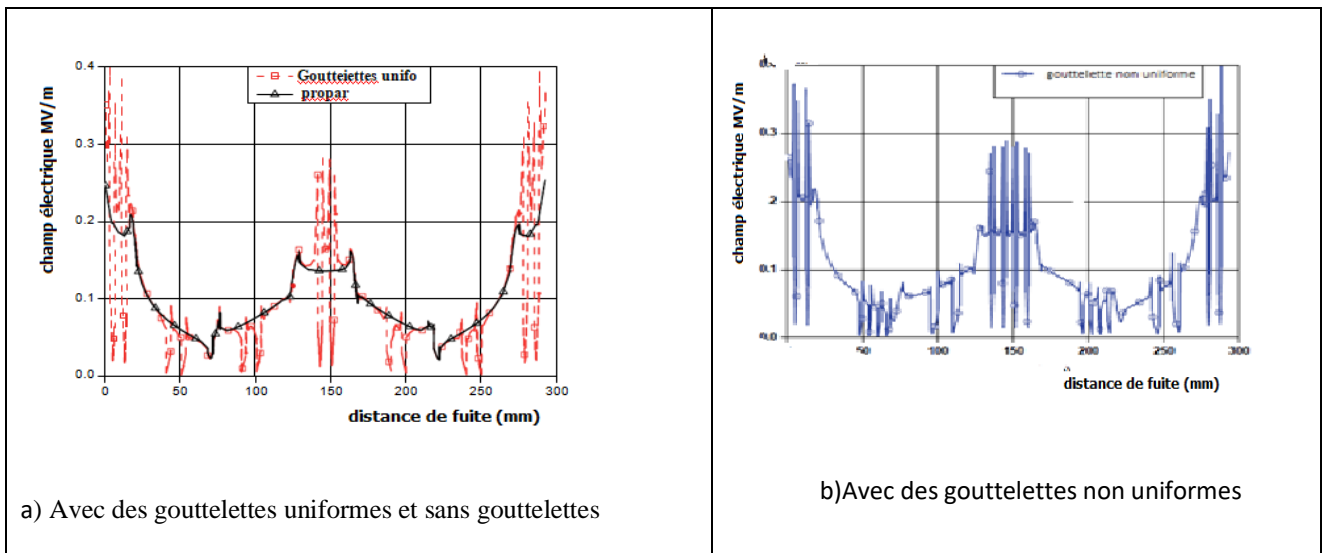 0.4
0.3
0.2
0.1
0.0
champ électrique MV/m
Goutteiettes unifo
propar
0 50 100 150 200 250 300
distance de fuite (mm)
a) Avec des gouttelettes uniformes et sans gouttelettes
0.3
.2
0.1
champ électrique MV/m
gouttellette non uniforme
50 100 150 200 250 300
distance de fuite (mm)
b)Avec des gouttelettes non uniformes